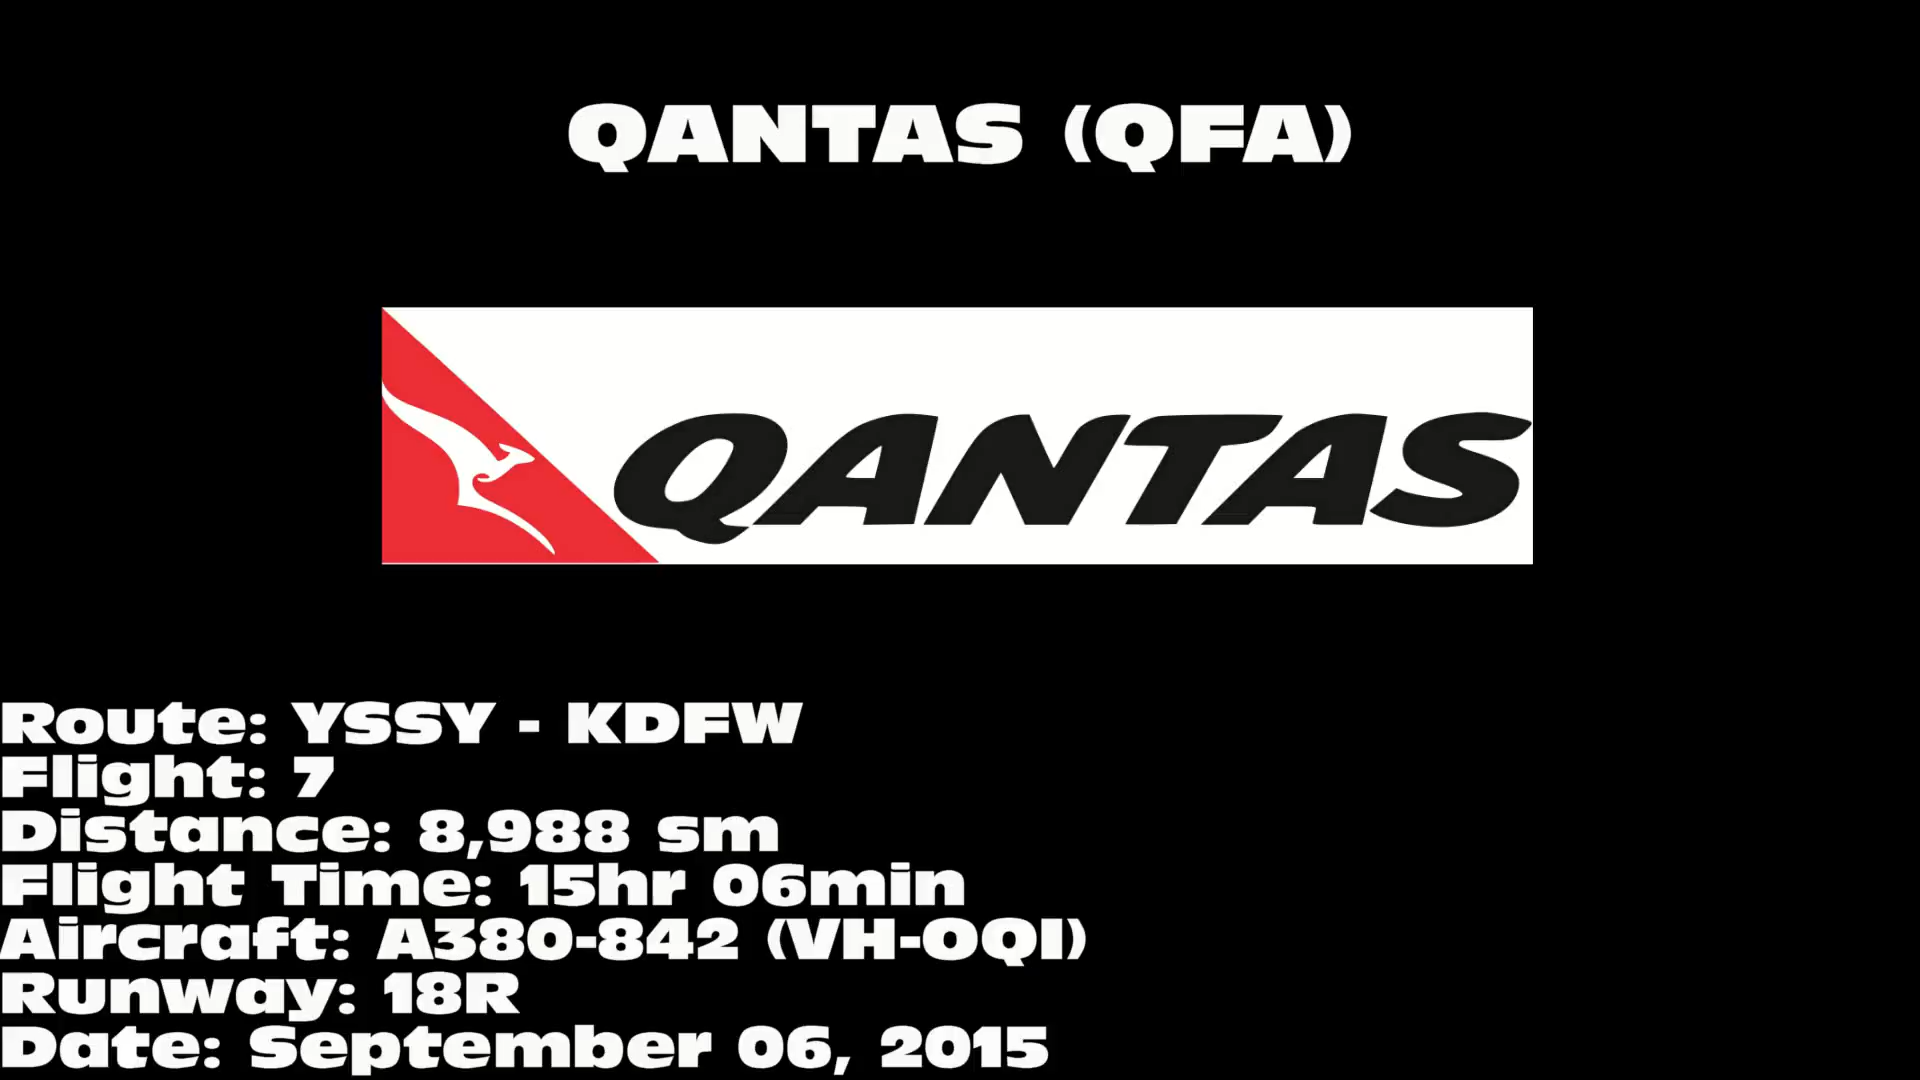 QANTAS (QFA)
QANTAS
Route: YSSY - KDFW
Flight: 7
Distance: 8,988 sm
Flight Time: 15hr 06min
Aircraft: A380-842 (VH-OQI)
Runway: 18R
Date: September 06, 2015